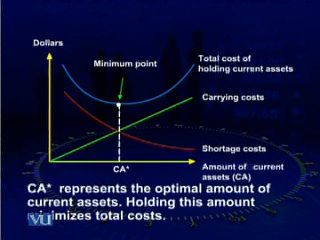 Dollars
Minimum point
Total cost of
holding current assets
Carrying costs
Shortage costs
CA*
Amount of current
assets (CA)
CA* represents the optimal amount of
current assets. Holding this amount
imizes total costs.
VU